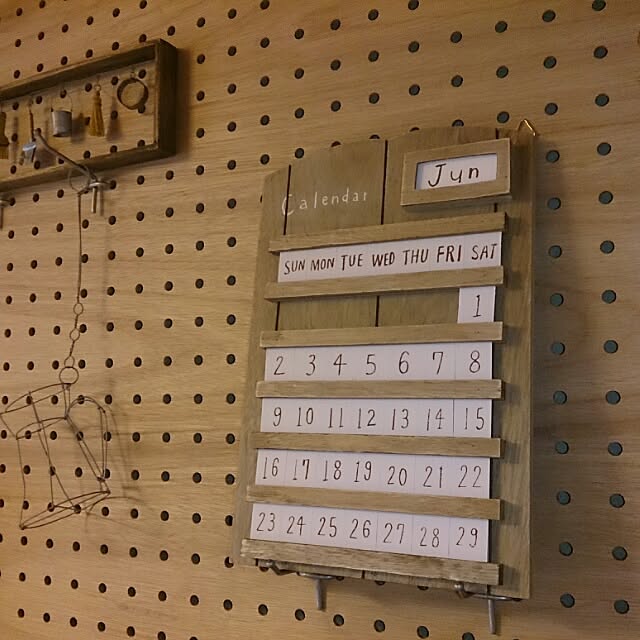 Calendar
Jun
SUN MON TUE WED THU FRI SAT
1
2 3 4 5 6 7 8
9 10 11 12 13 14 15
16 17 18 19 20 21 22
23 24 25 26 27 28 29